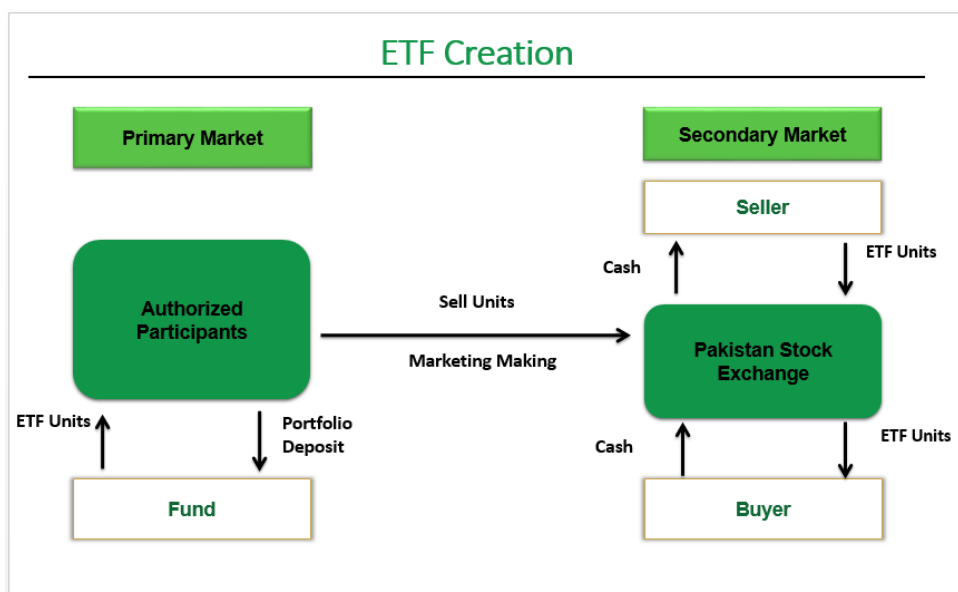 ETF Creation
Primary Market
Secondary Market
Seller
Cash
ETF Units
Authorized
Participants
Sell Units
Marketing Making
Pakistan Stock
Exchange
ETF Units
Portfolio
Deposit
Cash
ETF Units
Fund
Buyer